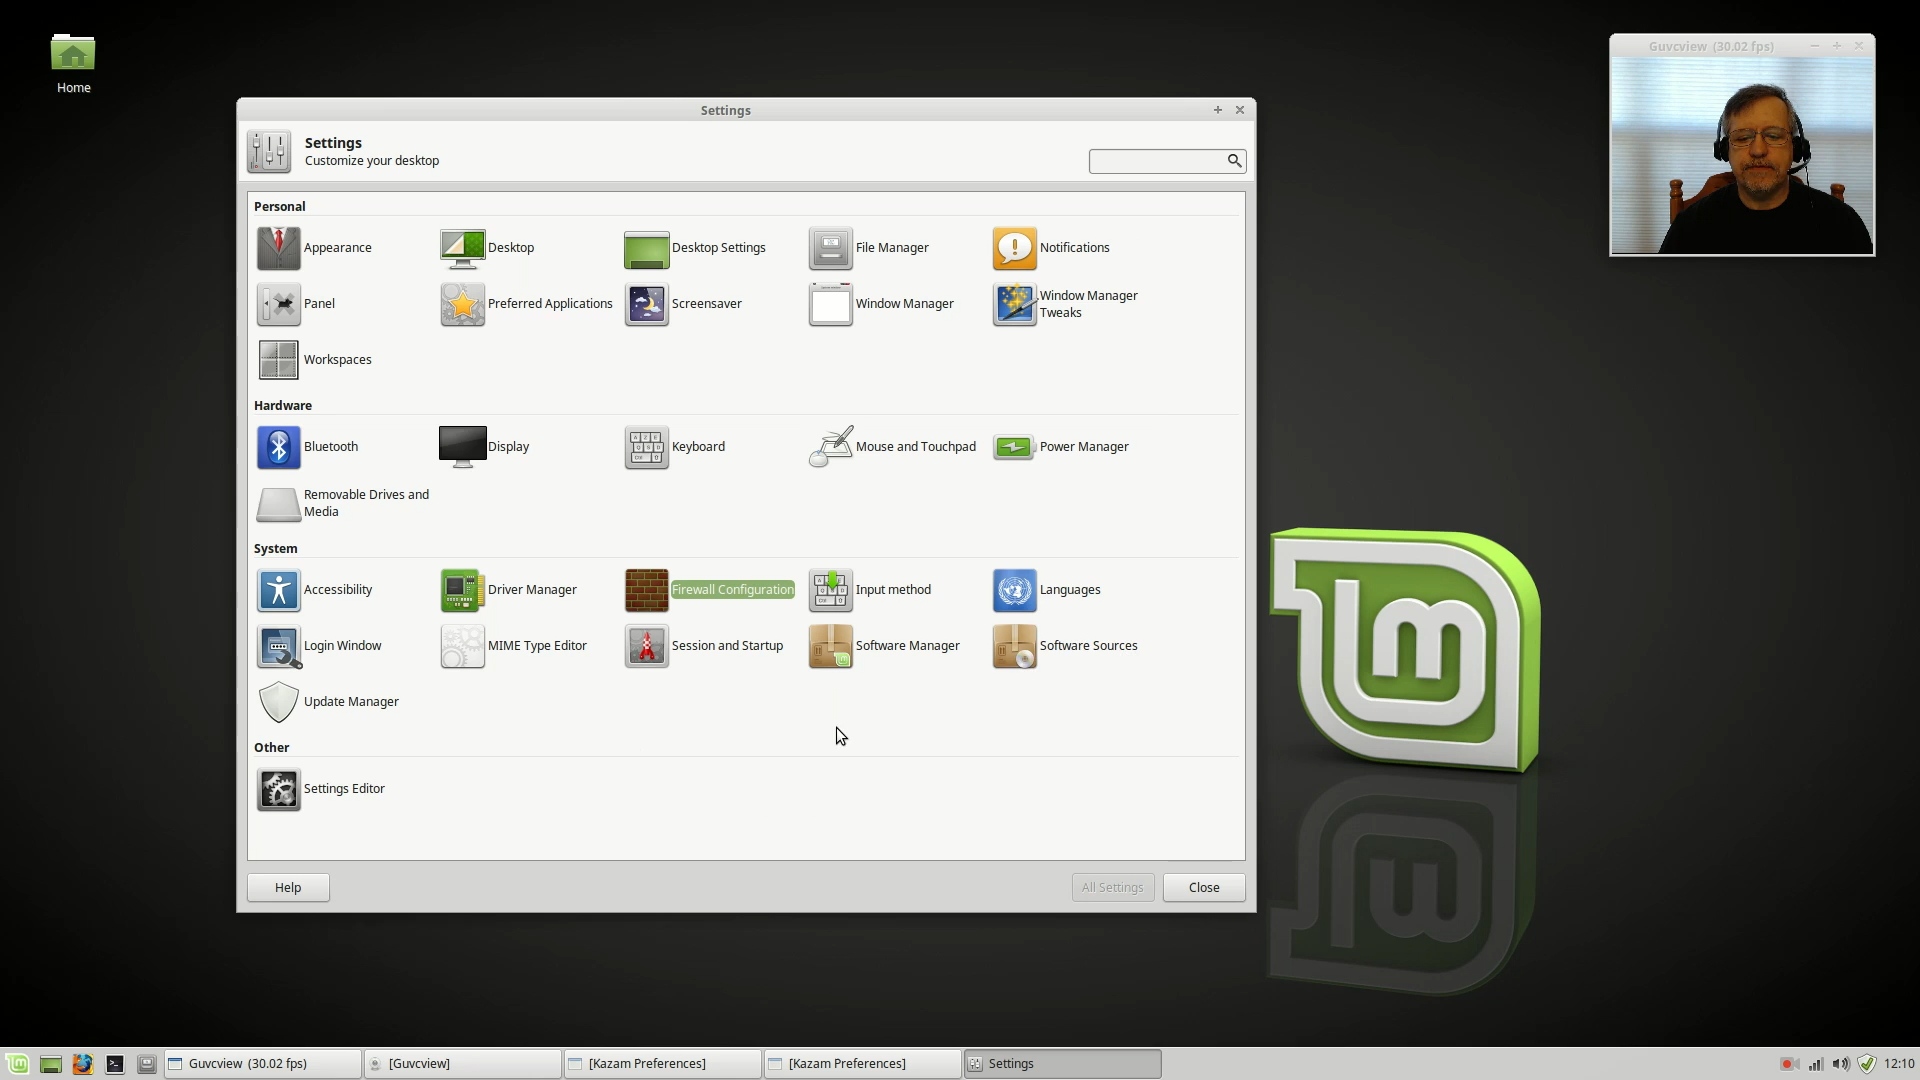 Home
Guvcview (30.02 fps)
Settings
Settings
Customize your desktop
Personal
Appearance
Desktop
Desktop Settings
File Manager
Notifications
Panel
Preferred Applications
Screensaver
Window Manager
Window Manager
Tweaks
Workspaces
Hardware
Bluetooth
Display
Keyboard
Mouse and Touchpad
Power Manager
Removable Drives and
Media
System
Accessibility
Driver Manager
Firewall Configuration
Input method
Languages
Login Window
MIME Type Editor
Session and Startup
Software Manager
Software Sources
Update Manager
Other
Settings Editor
Help
All Settings
Close
Guvcview (30.02 fps)
[Guvcview]
[Kazam Preferences]
[Kazam Preferences]
Settings
12:10